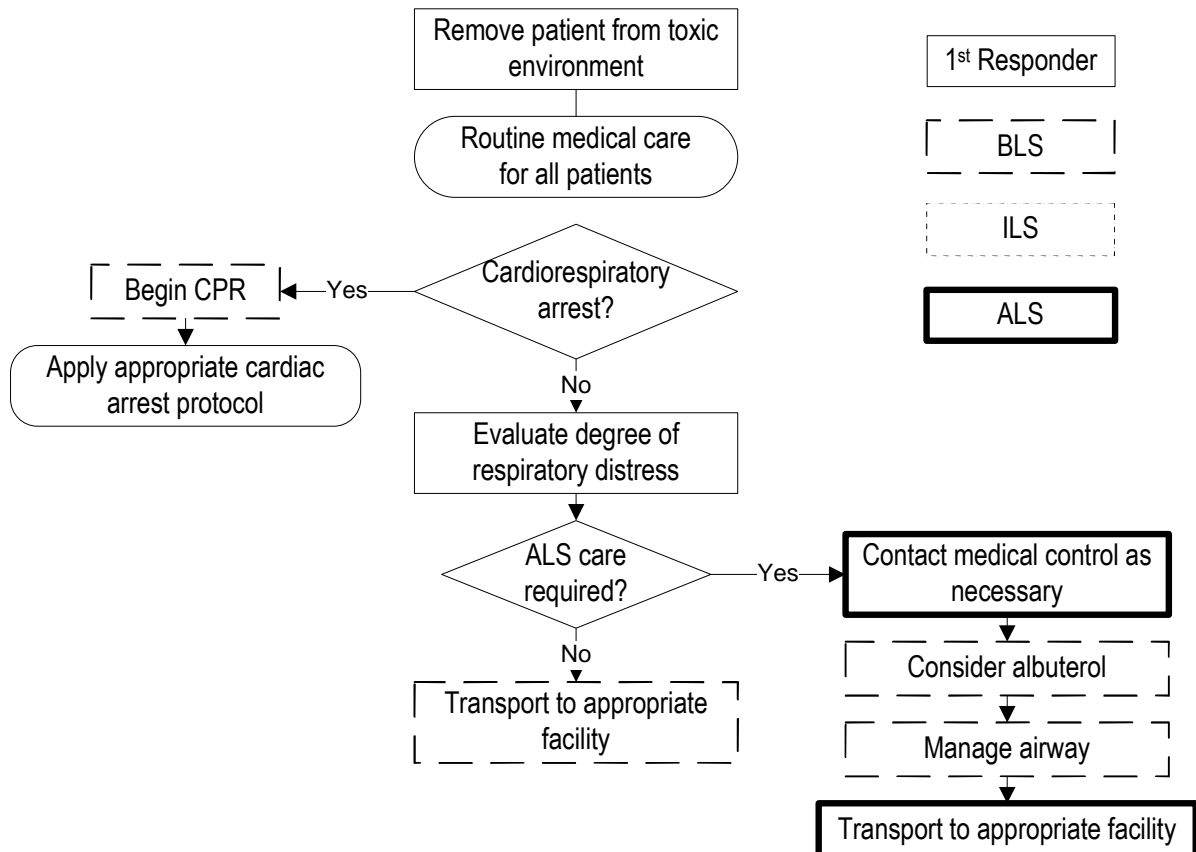 Remove patient from toxic
environment
Routine medical care
for all patients
Cardiorespiratory
arrest?
Yes
Begin CPR
Apply appropriate cardiac
arrest protocol
No
Evaluate degree of
respiratory distress
ALS care
required?
Yes
Contact medical control as
necessary
Consider albuterol
Manage airway
Transport to appropriate facility
No
Transport to appropriate
facility
1st Responder
BLS
ILS
ALS